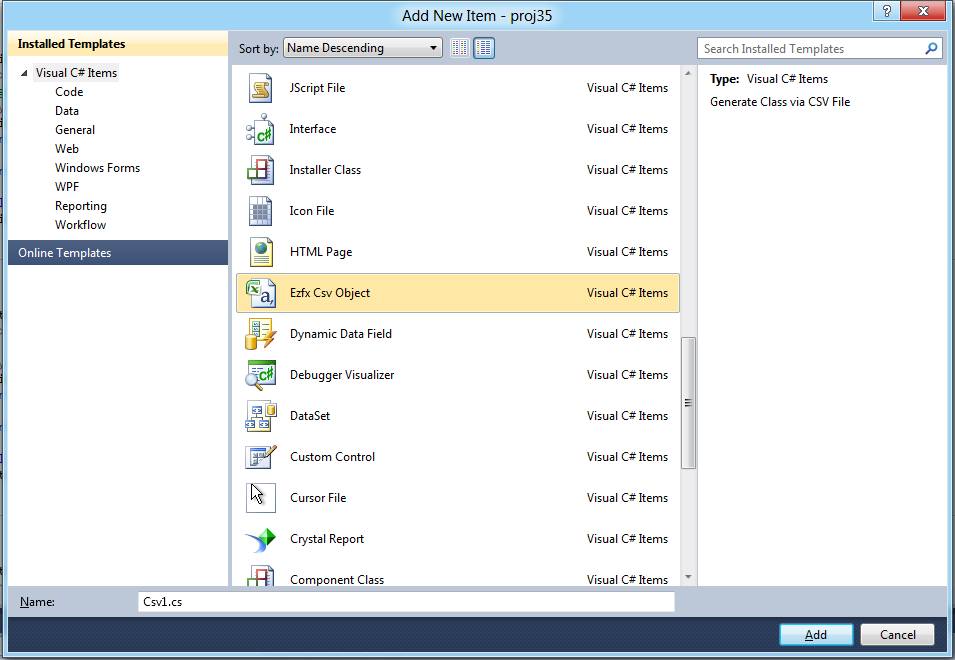 Add New Item - proj35
?
Installed Templates
Visual C# Items
Code
Data
General
Web
Windows Forms
WPF
Reporting
Workflow
Online Templates
Sort by: Name Descending
JScript File Visual C# Items
Interface Visual C# Items
Installer Class Visual C# Items
Icon File Visual C# Items
HTML Page Visual C# Items
Ezfx Csv Object Visual C# Items
Dynamic Data Field Visual C# Items
Debugger Visualizer Visual C# Items
DataSet Visual C# Items
Custom Control Visual C# Items
Cursor File Visual C# Items
Crystal Report Visual C# Items
Component Class Visual C# Items
Search Installed Templates
Type: Visual C# Items
Generate Class via CSV File
Name: Csv1.cs
Add Cancel